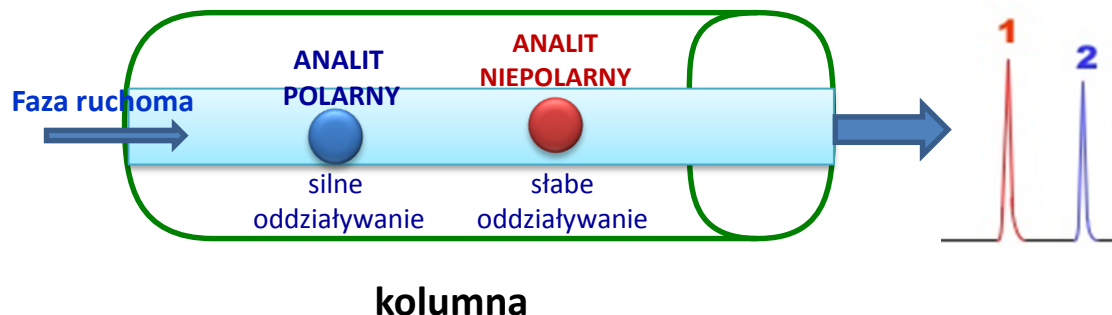 Faza ruchoma
ANALIT
POLARNY
silne
oddziaływanie
ANALIT
NIEPOLARNY
słabe
oddziaływanie
1
2
kolumna